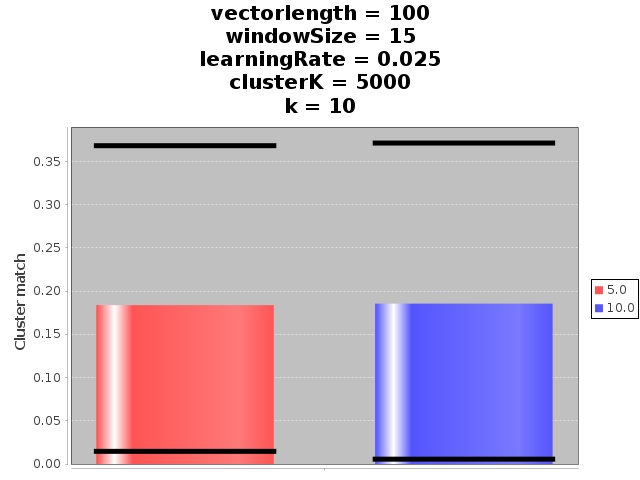 vectorlength = 100
windowSize = 15
learningRate = 0.025
clusterK = 5000
k = 10
Cluster match
0.35
0.30
0.25
0.20
0.15
0.10
0.05
0.00
5.0
10.0